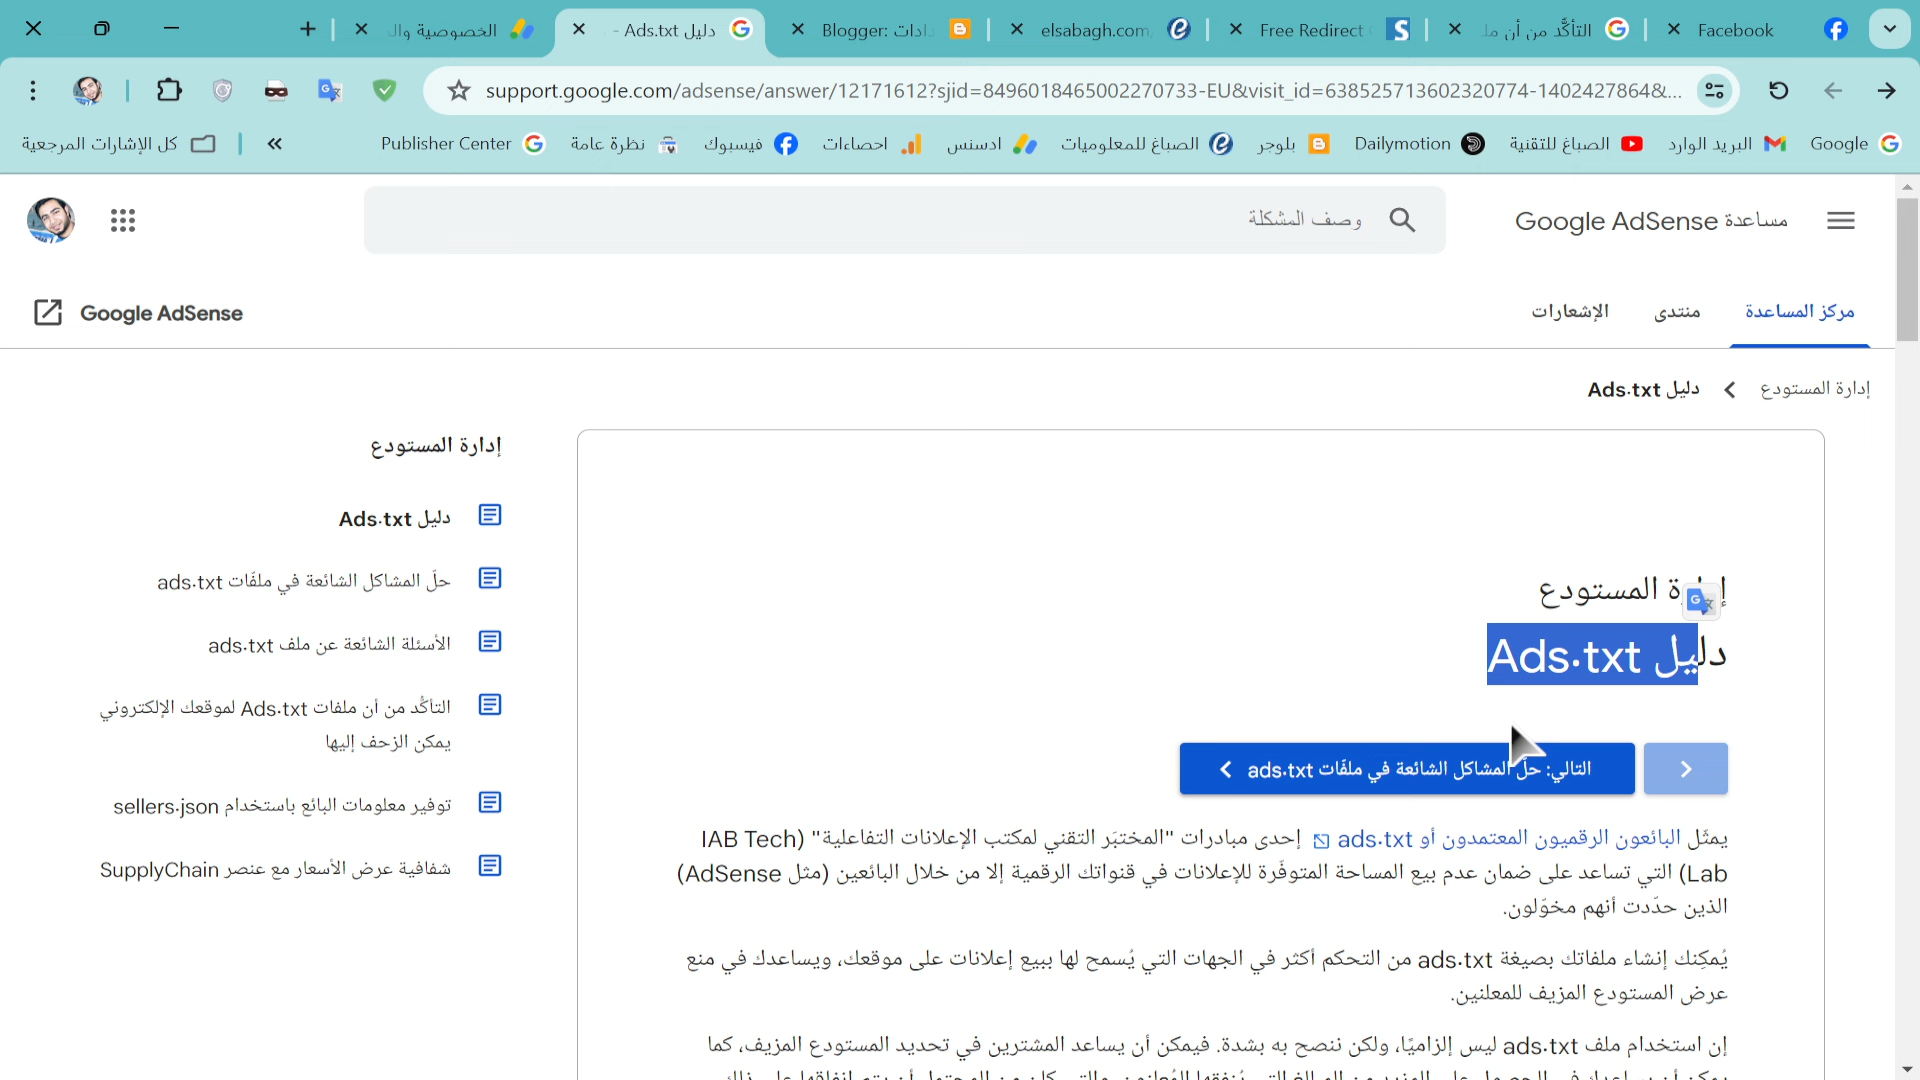 Facebook
التأكُّد من أن
Free Redirect
elsabagh.com
Blogger:
دليل Ads.txt -
الخصوصية وال
support.google.com/adsense/answer/12171612?sjid=8496018465002270733-EU&visit_id=638525713602320774-1402427864&...
Google
البريد الوارد
الصباغ للتقنية
Dailymotion
بلوجر
الصباغ للمعلوميات
ادسنس
احصاءات
فيسبوك
نظرة عامة
Publisher Center
«
كل الإشارات المرجعية
مساعدة Google AdSense
وصف المشكلة
مركز المساعدة
منتدى
الإشعارات
Google AdSense
إدارة المستودع
دليل Ads.txt
إدارة المستودع
دليل Ads.txt
التالي: حلّ المشاكل الشائعة في ملفّات ads.txt
يمثّل البائعون الرقميون المعتمدون أو ads.txt إحدى مبادرات "المختبَر التقني لمكتب الإعلانات التفاعلية" (IAB Tech
Lab) التي تساعد على ضمان عدم بيع المساحة المتوفّرة للإعلانات في قنواتك الرقمية إلا من خلال البائعين (مثل AdSense)
الذين حدّدت أنهم مخوّلون.
يُمكِنك إنشاء ملفاتك بصيغة ads.txt من التحكم أكثر في الجهات التي يُسمح لها ببيع إعلانات على موقعك، ويساعدك في منع
عرض المستودع المزيف للمعلنين.
إن استخدام ملف ads.txt ليس إلزاميًا، ولكن ننصح به بشدة. فيمكن أن يساعد المشترين في تحديد المستودع المزيف، كما
إدارة المستودع
دليل Ads.txt
حلّ المشاكل الشائعة في ملفّات ads.txt
الأسئلة الشائعة عن ملف ads.txt
التأكُّد من أن ملفات Ads.txt لموقعك الإلكتروني
يمكن الزحف إليها
توفير معلومات البائع باستخدام sellers.json
شفافية عرض الأسعار مع عنصر SupplyChain